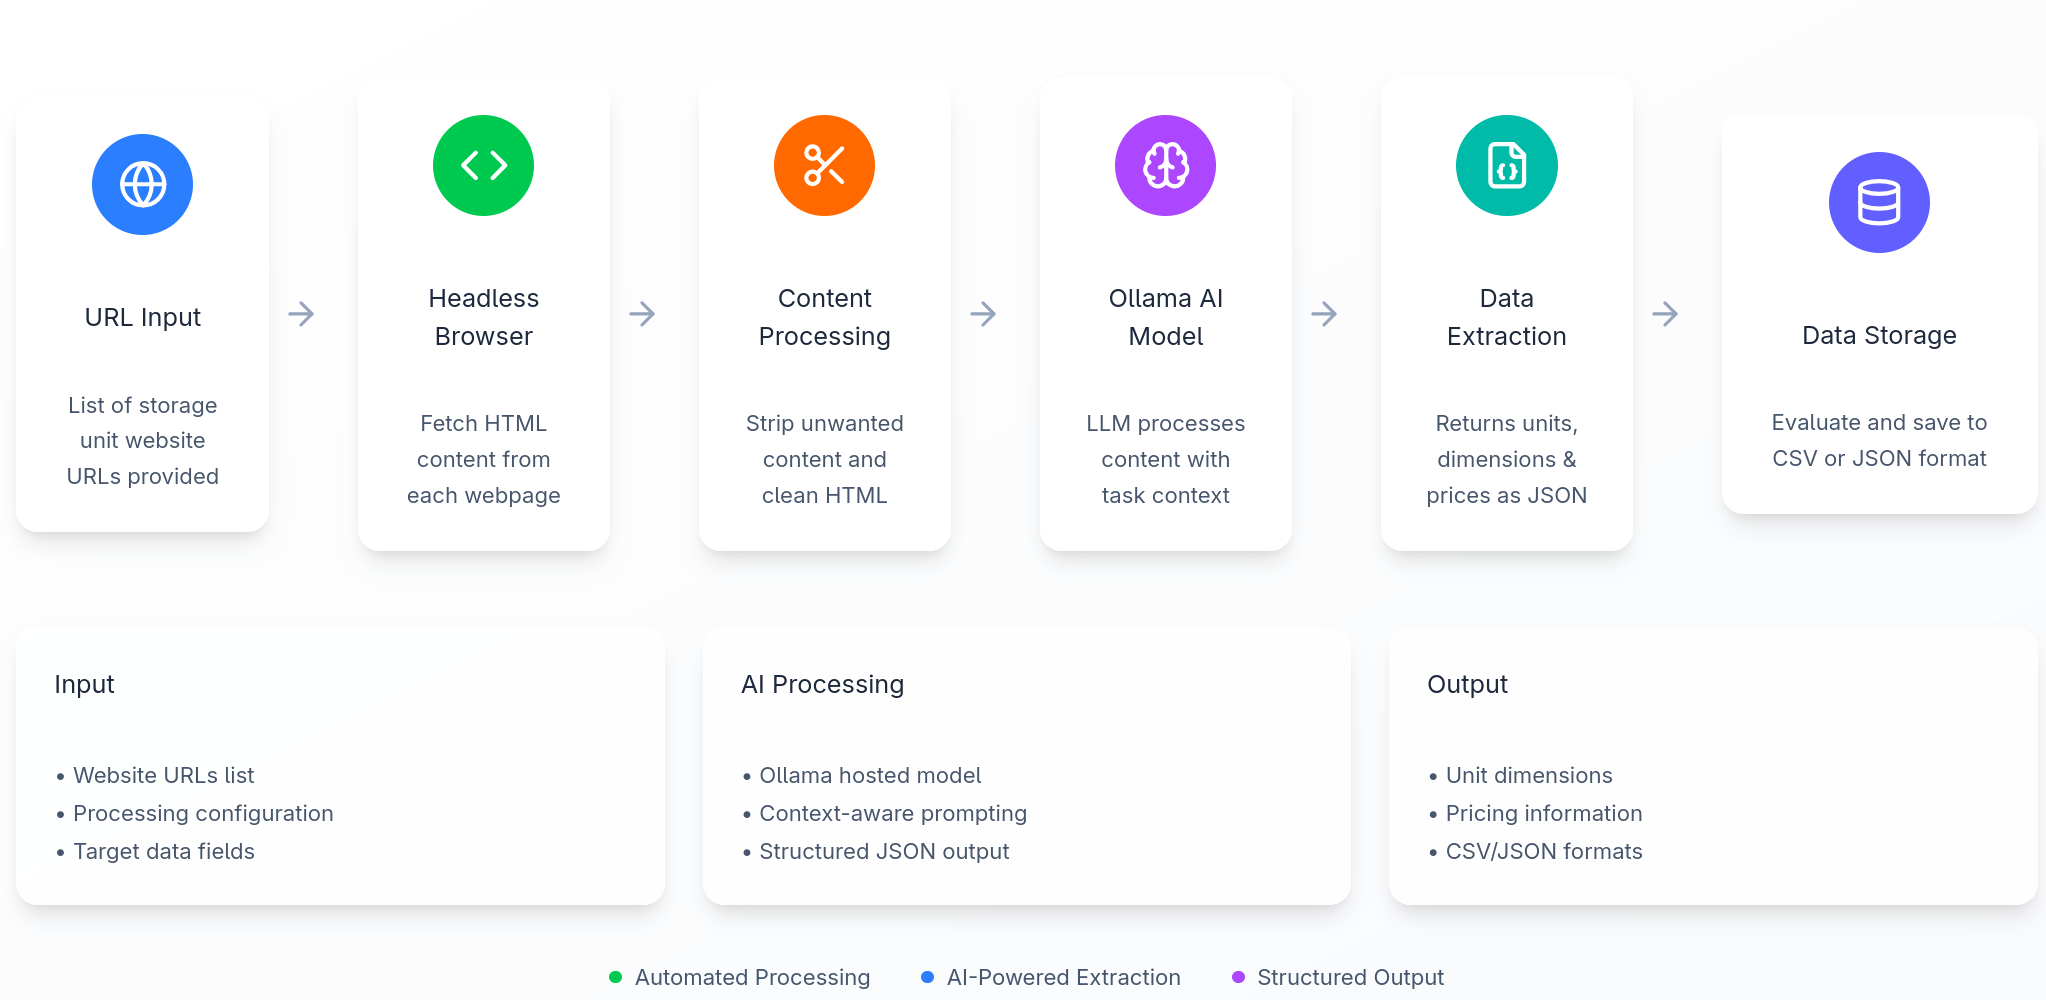 URL Input
List of storage
unit website
URLs provided
Headless
Browser
Fetch HTML
content from
each webpage
Content
Processing
Strip unwanted
content and
clean HTML
Ollama AI
Model
LLM processes
content with
task context
Data
Extraction
Returns units,
dimensions &
prices as JSON
Data Storage
Evaluate and save to
CSV or JSON format
Input
• Website URLs list
• Processing configuration
• Target data fields
AI Processing
• Ollama hosted model
• Context-aware prompting
• Structured JSON output
Output
• Unit dimensions
• Pricing information
• CSV/JSON formats
Automated Processing
AI-Powered Extraction
Structured Output